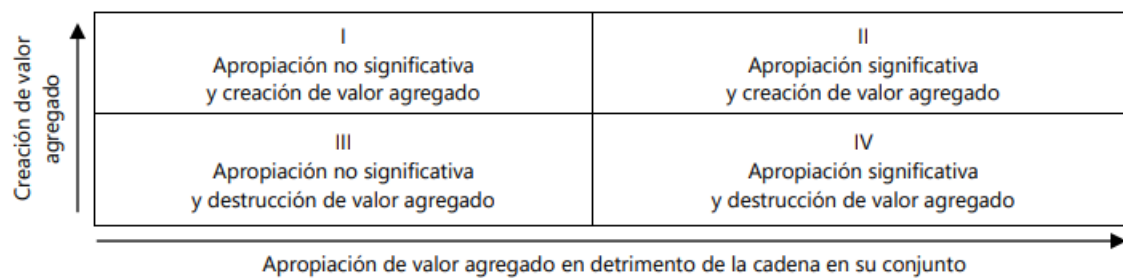 Creación de valor
agregado
I
Apropiación no significativa
y creación de valor agregado
II
Apropiación significativa
y creación de valor agregado
III
Apropiación no significativa
y destrucción de valor agregado
IV
Apropiación significativa
y destrucción de valor agregado
Apropiación de valor agregado en detrimento de la cadena en su conjunto